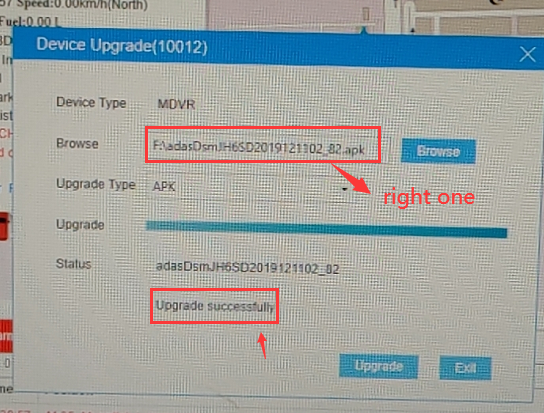 Speed:0.00km/h(North)
Fuel:0.00 L
Device Upgrade(10012)
Device Type MDVR
Browse F:\adasDsmJH6SD2019121102_82.apk Browse
right one
Upgrade Type APK
Upgrade
Status adasDsmJH6SD2019121102_82
Upgrade successfully
Upgrade Exit